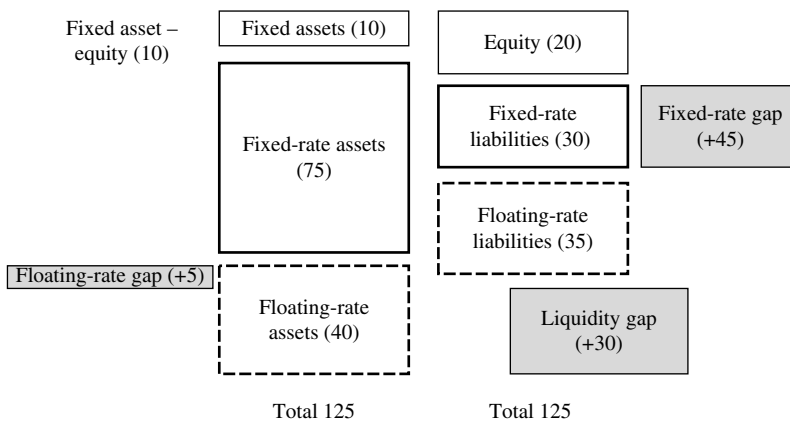 Fixed asset –
equity (10)
Fixed assets (10)
Equity (20)
Fixed-rate assets
(75)
Fixed-rate
liabilities (30)
Fixed-rate gap
(+45)
Floating-rate
liabilities (35)
Floating-rate gap (+5)
Floating-rate
assets (40)
Liquidity gap
(+30)
Total 125
Total 125